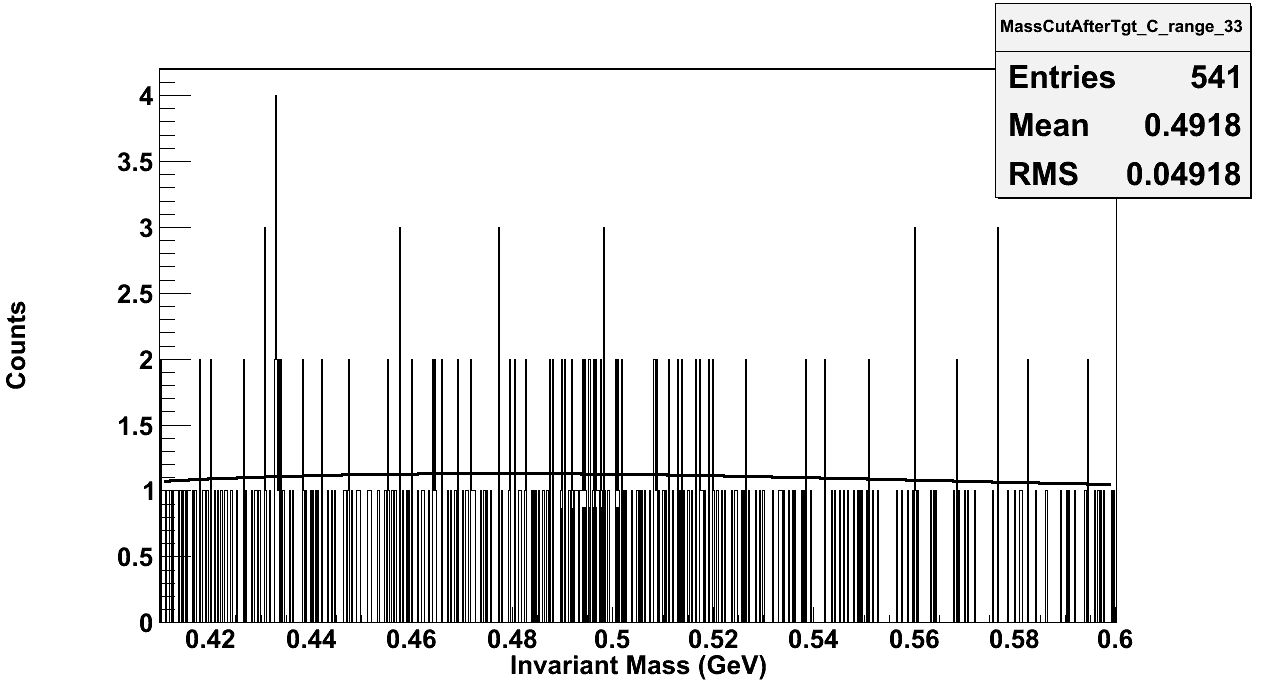 MassCutAfterTgt_C_range_33
Entries 541
Mean 0.4918
RMS 0.04918
Counts
4
3.5
3
2.5
2
1.5
1
0.5
0
0.42 0.44 0.46 0.48 0.5 0.52 0.54 0.56 0.58 0.6
Invariant Mass (GeV)